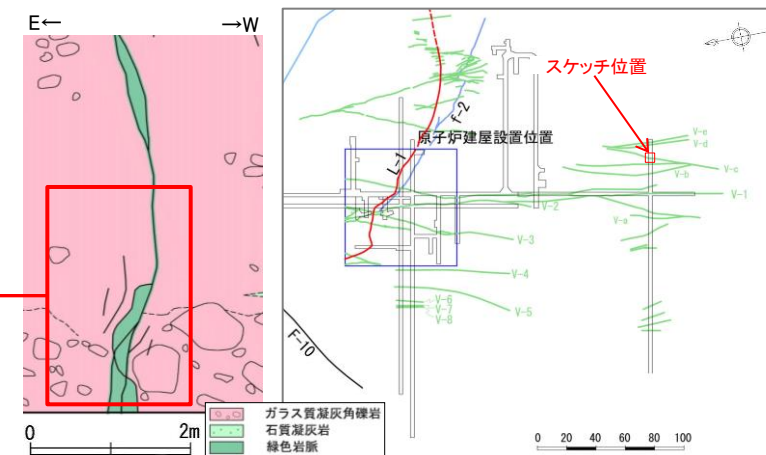 E←
→W
スケッチ位置
原子炉建屋設置位置
f-2
L-1
V-e
V-d
V-c
V-b
V-1
V-2
V-a
V-3
V-4
V-5
V-6
V-7
V-8
F-10
ガラス質凝灰角礫岩
石質凝灰岩
緑色岩脈
0
2m
0 20 40 60 80 100